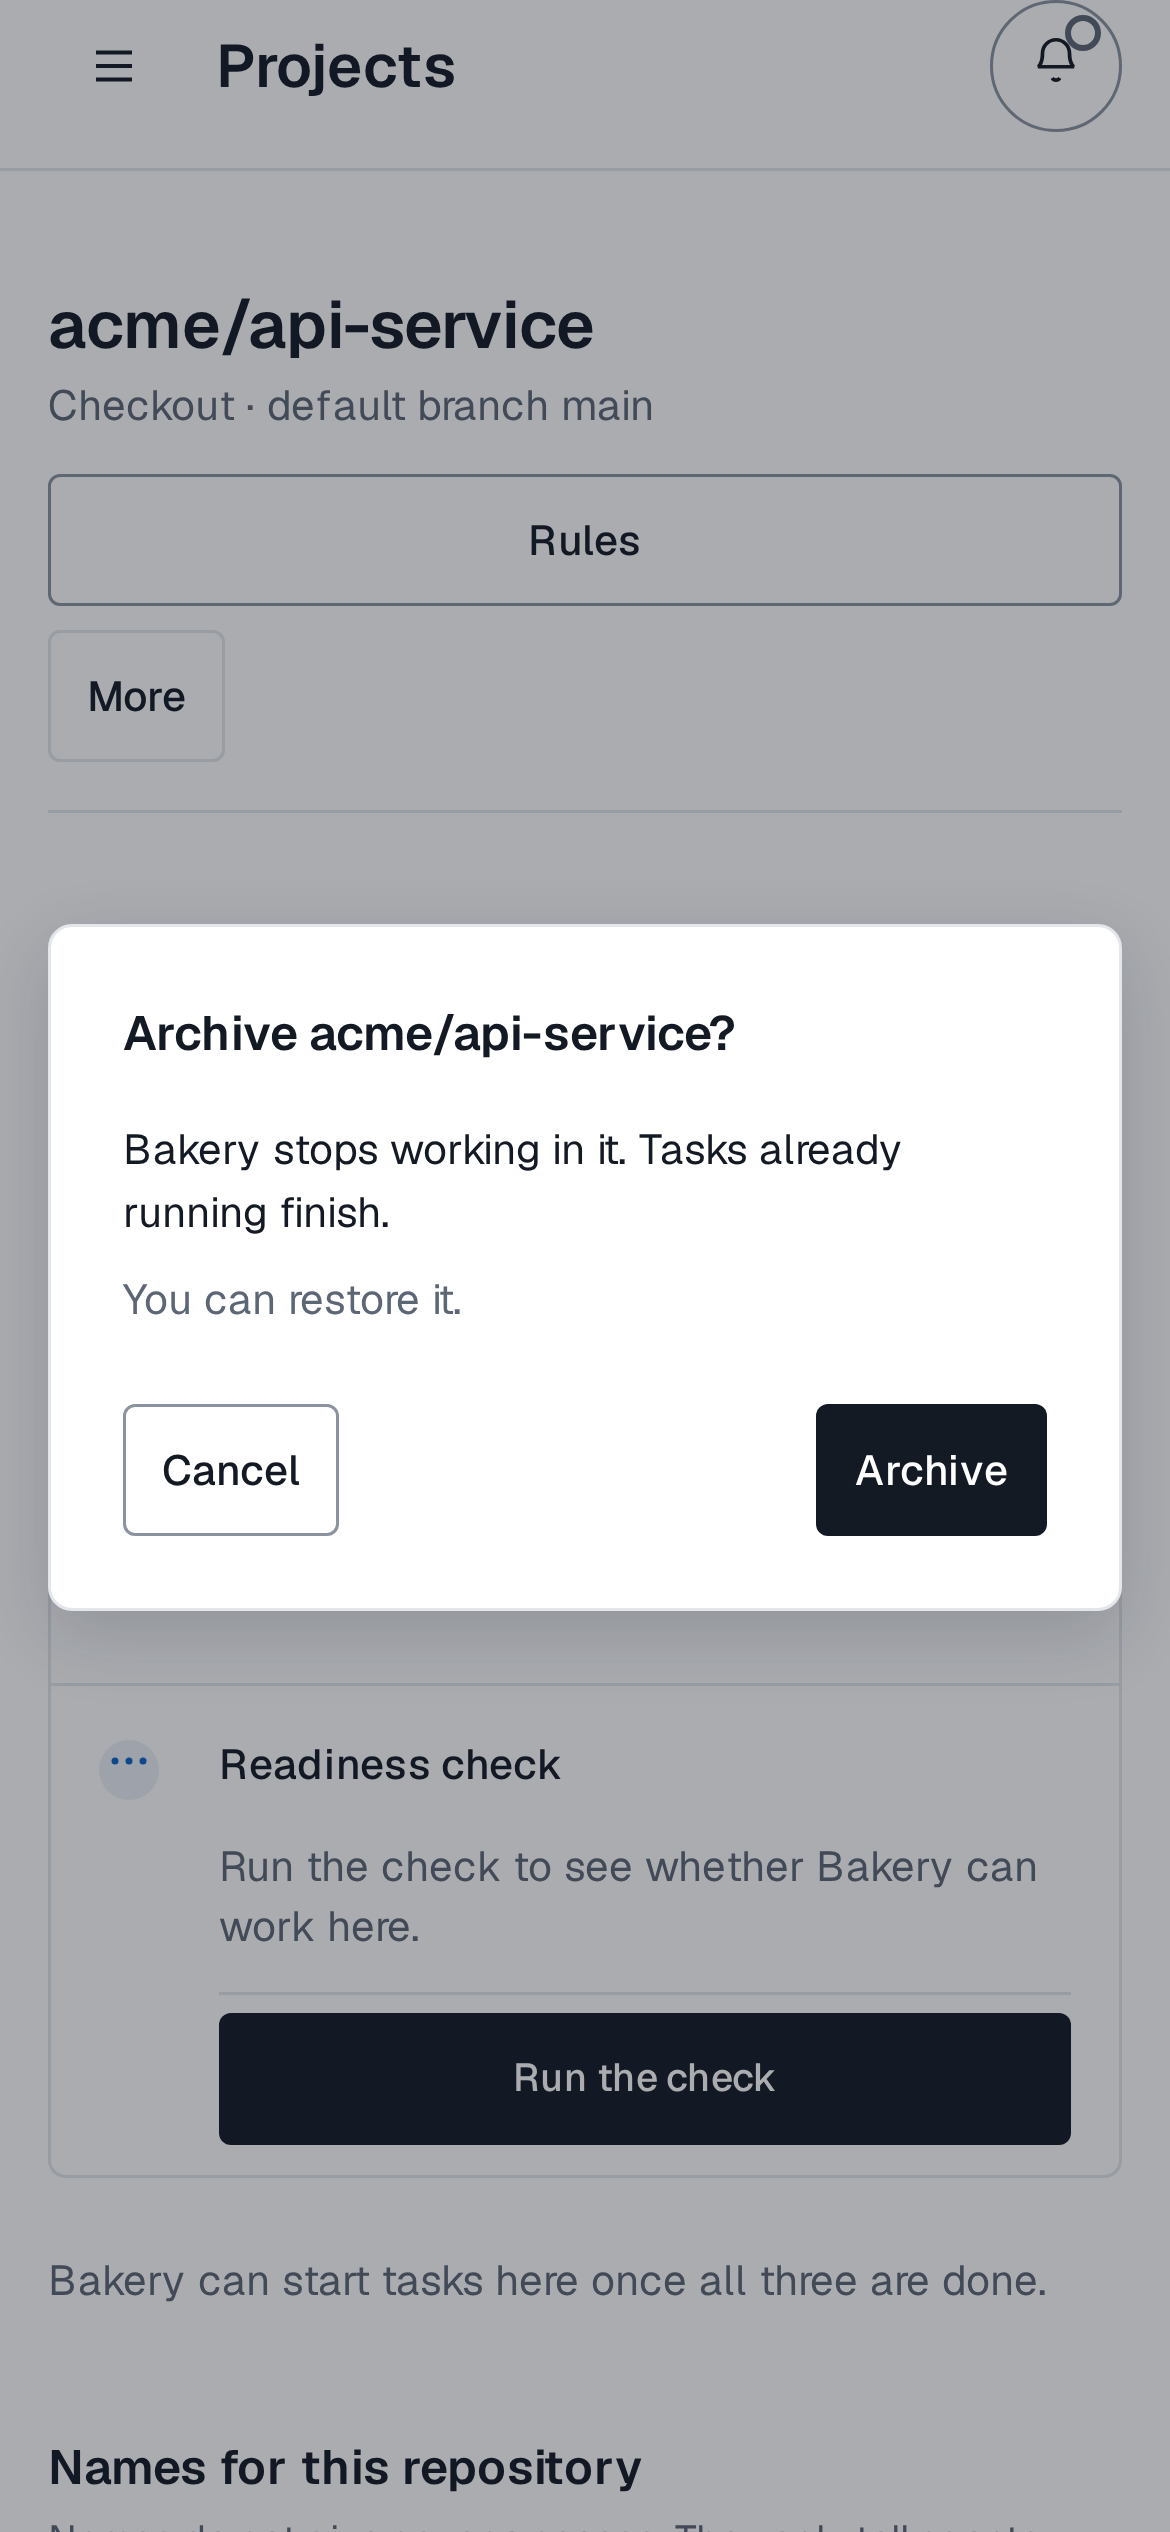 Projects
acme/api-service
Checkout · default branch main
Rules
More
Archive acme/api-service?
Bakery stops working in it. Tasks already
running finish.
You can restore it.
Cancel
Archive
Readiness check
Run the check to see whether Bakery can
work here.
Run the check
Bakery can start tasks here once all three are done.
Names for this repository